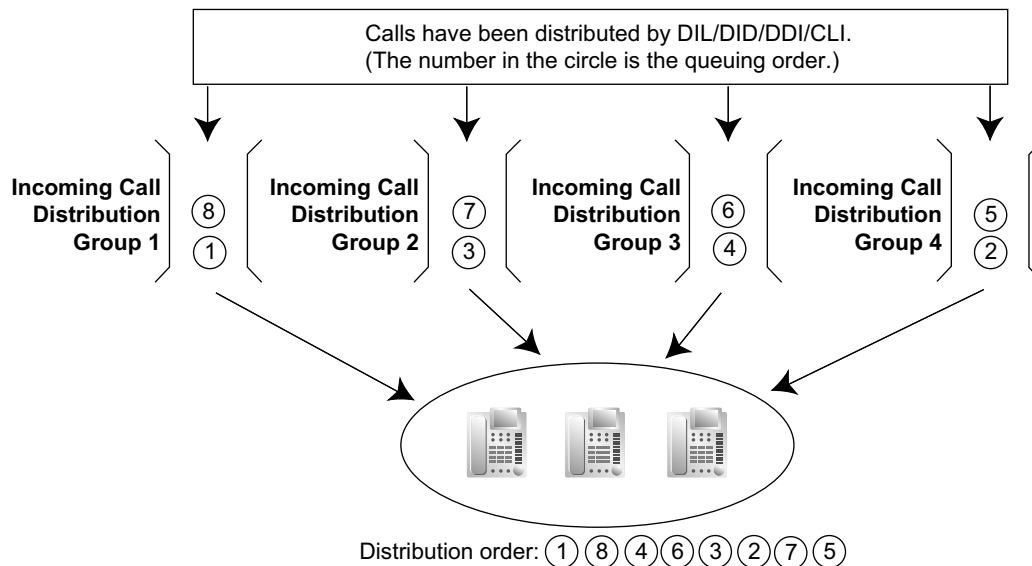 Calls have been distributed by DIL/DID/DDI/CLI.
(The number in the circle is the queuing order.)
Incoming Call
Distribution
Group 1
8
1
Incoming Call
Distribution
Group 2
7
3
Incoming Call
Distribution
Group 3
6
4
Incoming Call
Distribution
Group 4
5
2
Distribution order: 1 8 4 6 3 2 7 5